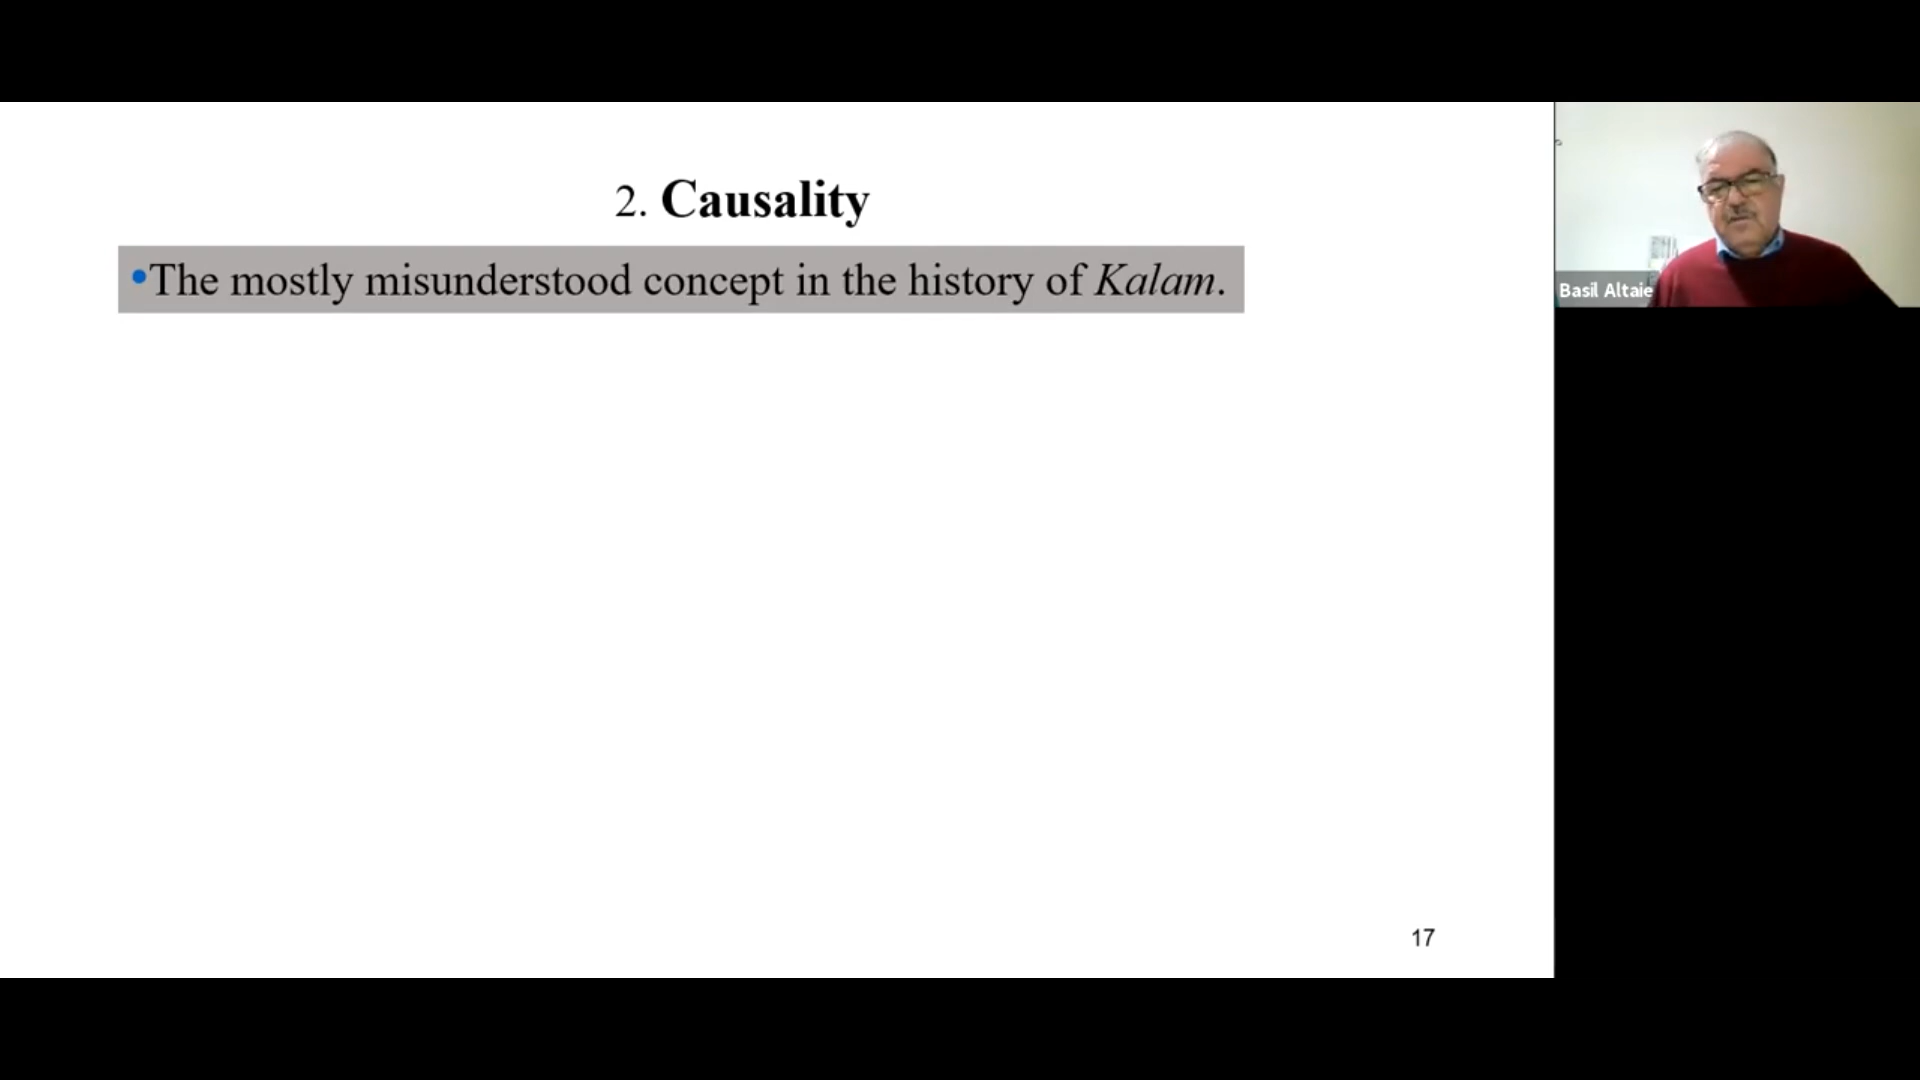 2. Causality
•The mostly misunderstood concept in the history of Kalam.
Basil Altaie
17